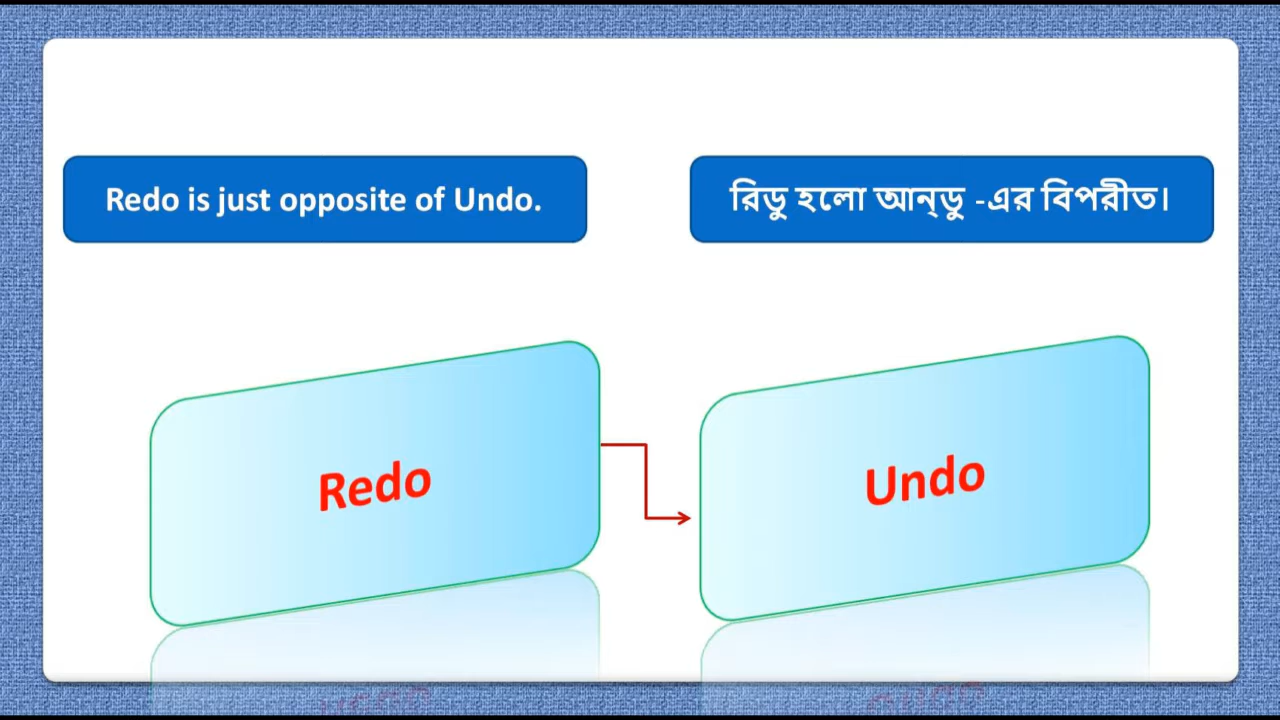 Redo is just opposite of Undo.
রিডু হলো আন্‌ডু -এর বিপরীত।
Redo
Undo